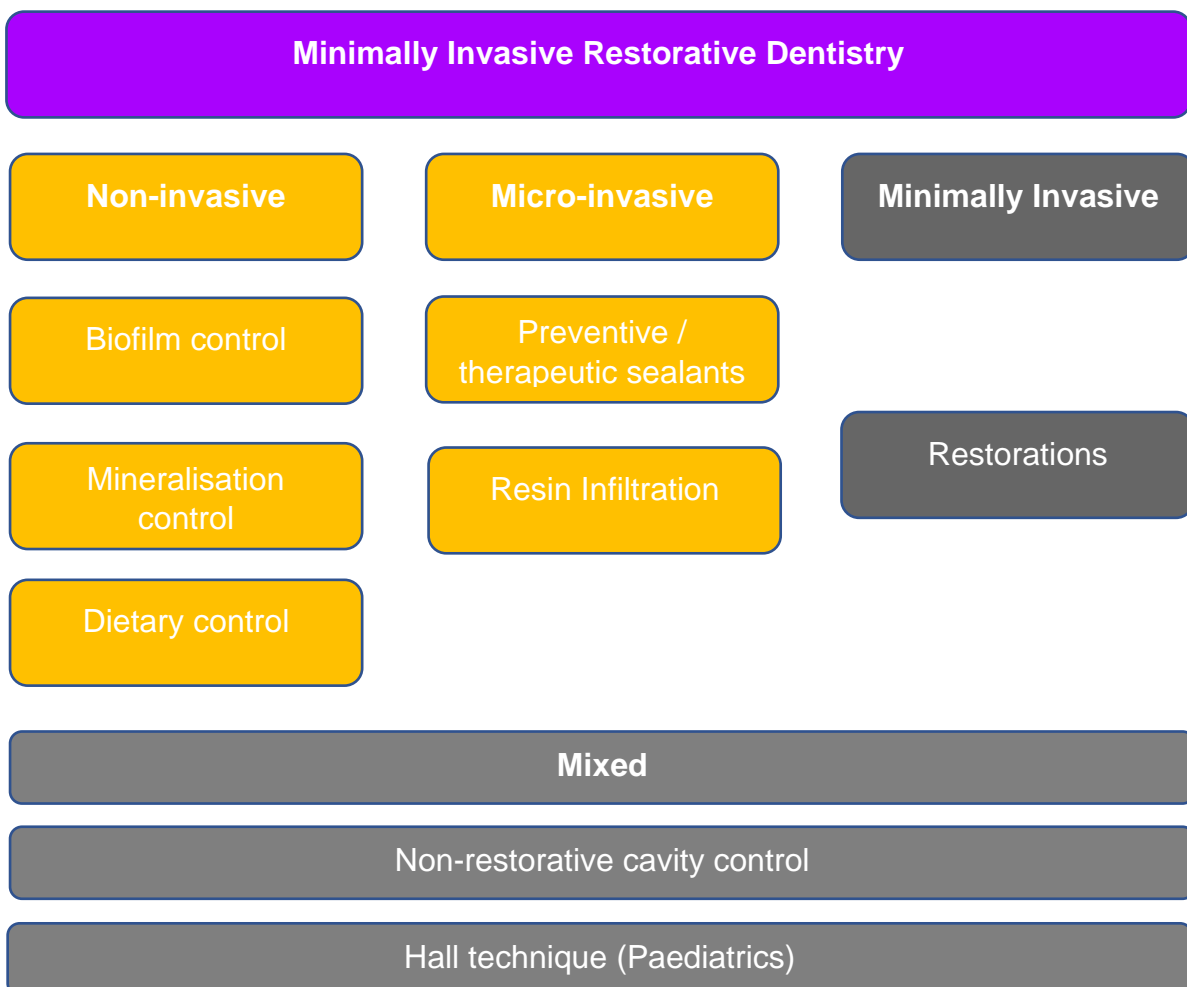 Minimally Invasive Restorative Dentistry
Non-invasive
Micro-invasive
Minimally Invasive
Biofilm control
Preventive /
therapeutic sealants
Restorations
Mineralisation
control
Resin Infiltration
Dietary control
Mixed
Non-restorative cavity control
Hall technique (Paediatrics)